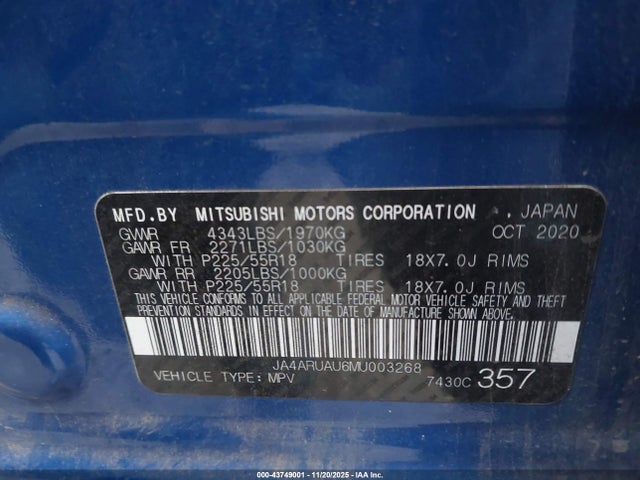 MFD.BY MITSUBISHI MOTORS CORPORATION . JAPAN
GVWR 4343LBS/1970KG OCT 2020
GAWR FR 2271LBS/1030KG
WITH P225/55R18 TIRES 18X7.0J RIMS
GAWR RR 2205LBS/1000KG
WITH P225/55R18 TIRES 18X7.0J RIMS
THIS VEHICLE CONFORMS TO ALL APPLICABLE FEDERAL MOTOR VEHICLE SAFETY AND THEFT
PREVENTION STANDARDS IN EFFECT ON THE DATE OF MANUFACTURE SHOWN ABOVE.
JA4ARUAU6MU003268
VEHICLE TYPE: MPV 7430C 357
000-43749001 - 11/20/2025 - IAA Inc.